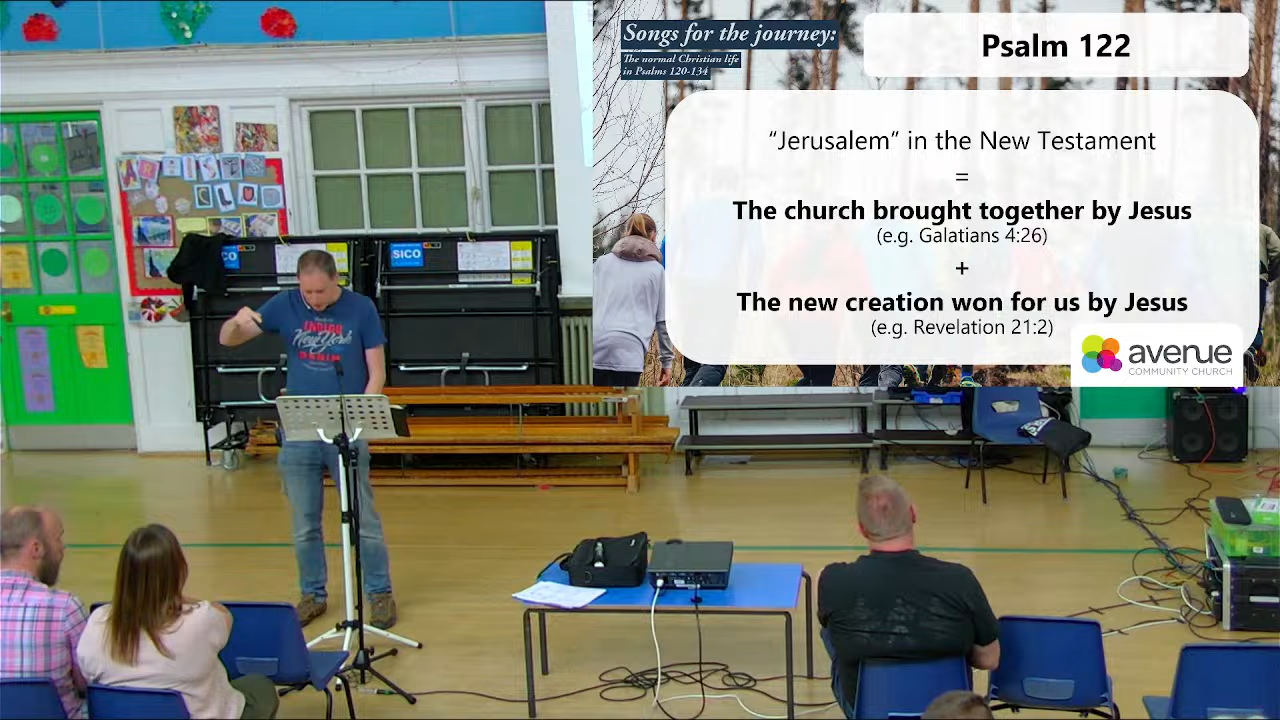 Songs for the journey:
The normal Christian life
in Psalms 120-134
Psalm 122
“Jerusalem” in the New Testament
=
The church brought together by Jesus
(e.g. Galatians 4:26)
+
The new creation won for us by Jesus
(e.g. Revelation 21:2)
avenue
COMMUNITY CHURCH
SICO
INDIGO
New York
DENIM